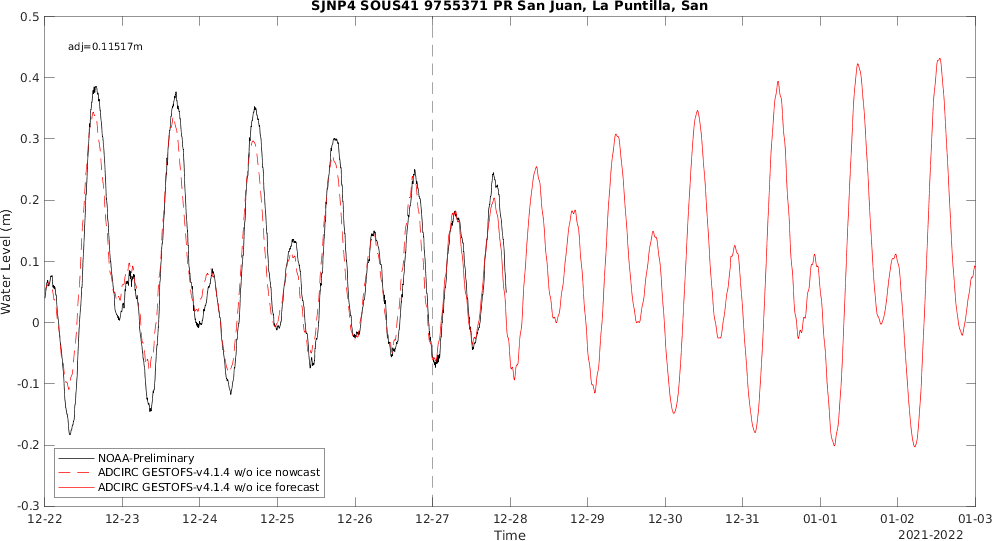 SJNP4 SOUS41 9755371 PR San Juan, La Puntilla, San
adj=0.11517m
Water Level (m)
0.5
0.4
0.3
0.2
0.1
0
-0.1
-0.2
-0.3
NOAA-Preliminary
ADCIRC GESTOFS-v4.1.4 w/o ice nowcast
ADCIRC GESTOFS-v4.1.4 w/o ice forecast
12-22 12-23 12-24 12-25 12-26 12-27 12-28 12-29 12-30 12-31 01-01 01-02 01-03
Time
2021-2022